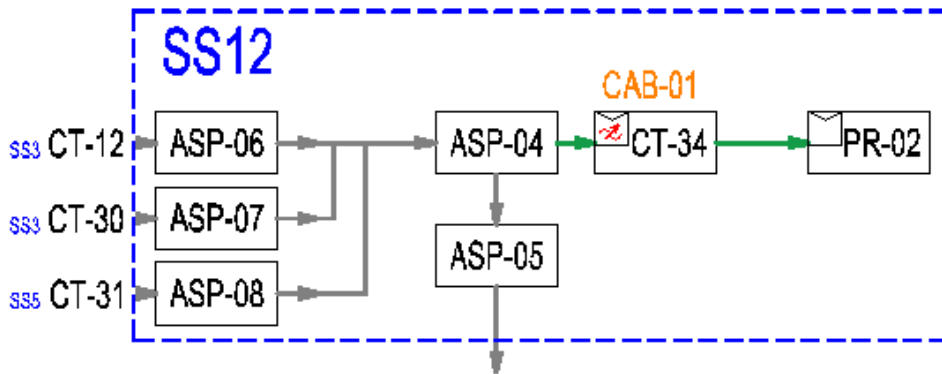 SS12
CAB-01
SS3 CT-12 ASP-06 ASP-04 CT-34 PR-02
SS3 CT-30 ASP-07
ASP-05
SS5 CT-31 ASP-08